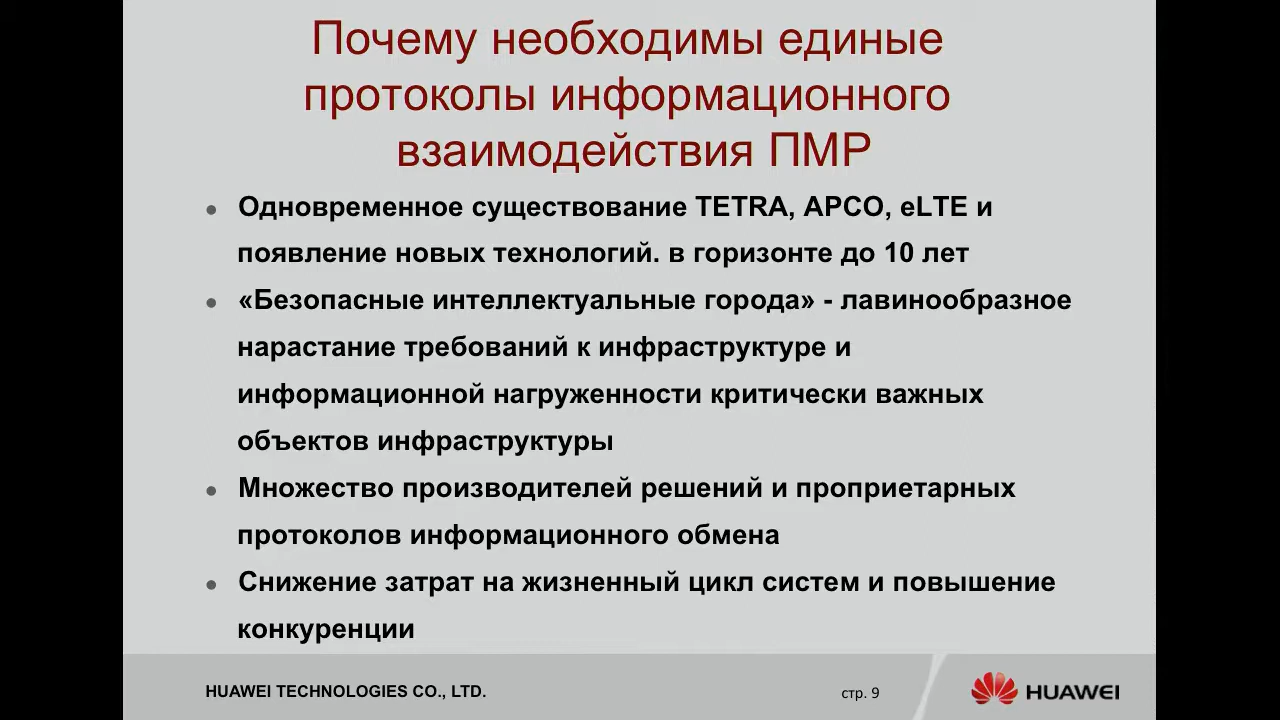 Почему необходимы единые
протоколы информационного
взаимодействия ПМР
Одновременное существование TETRA, APCO, eLTE и
появление новых технологий. в горизонте до 10 лет
«Безопасные интеллектуальные города» - лавинообразное
нарастание требований к инфраструктуре и
информационной нагруженности критически важных
объектов инфраструктуры
Множество производителей решений и проприетарных
протоколов информационного обмена
Снижение затрат на жизненный цикл систем и повышение
конкуренции
HUAWEI TECHNOLOGIES CO., LTD.
стр. 9
HUAWEI